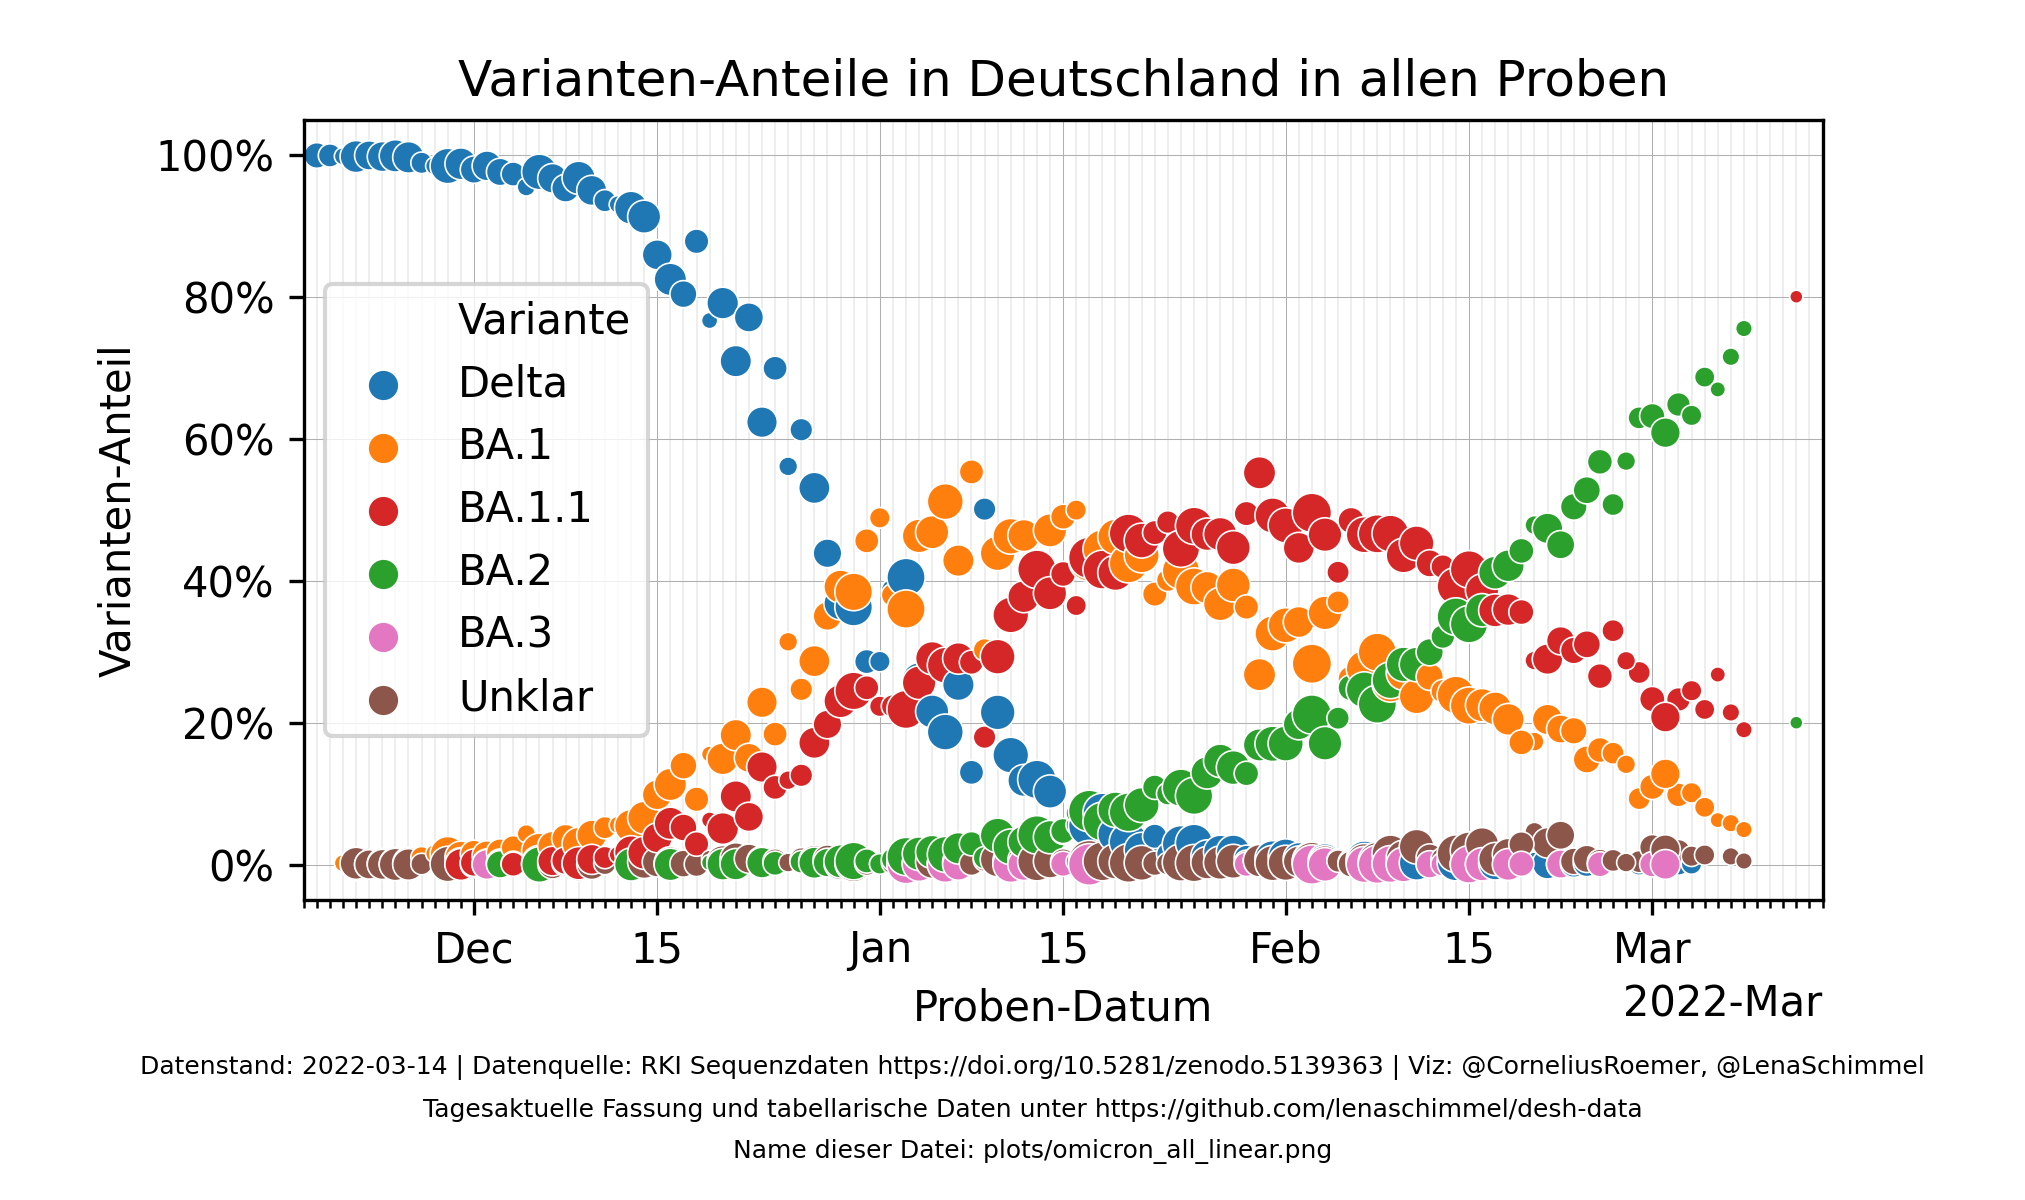 Varianten-Anteile in Deutschland in allen Proben
100%
80%
60%
40%
20%
0%
Varianten-Anteil
Variante
Delta
BA.1
BA.1.1
BA.2
BA.3
Unklar
Dec 15 Jan 15 Feb 15 Mar
Proben-Datum
2022-Mar
Datenstand: 2022-03-14 | Datenquelle: RKI Sequenzdaten https://doi.org/10.5281/zenodo.5139363 | Viz: @CorneliusRoemer, @LenaSchimmel
Tagesaktuelle Fassung und tabellarische Daten unter https://github.com/lenaschimmel/desh-data
Name dieser Datei: plots/omicron_all_linear.png